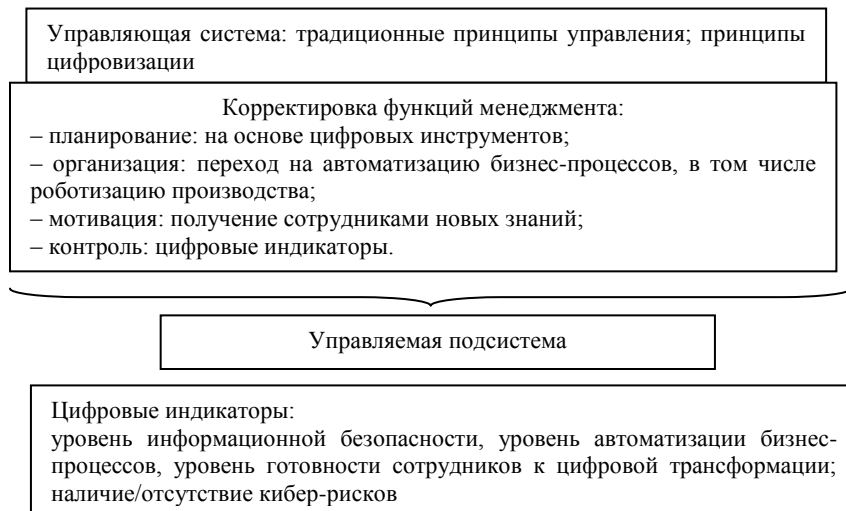 Управляющая система: традиционные принципы управления; принципы
цифровизации
Корректировка функций менеджмента:
– планирование: на основе цифровых инструментов;
– организация: переход на автоматизацию бизнес-процессов, в том числе
роботизацию производства;
– мотивация: получение сотрудниками новых знаний;
– контроль: цифровые индикаторы.
Управляемая подсистема
Цифровые индикаторы:
уровень информационной безопасности, уровень автоматизации бизнес-
процессов, уровень готовности сотрудников к цифровой трансформации;
наличие/отсутствие кибер-рисков